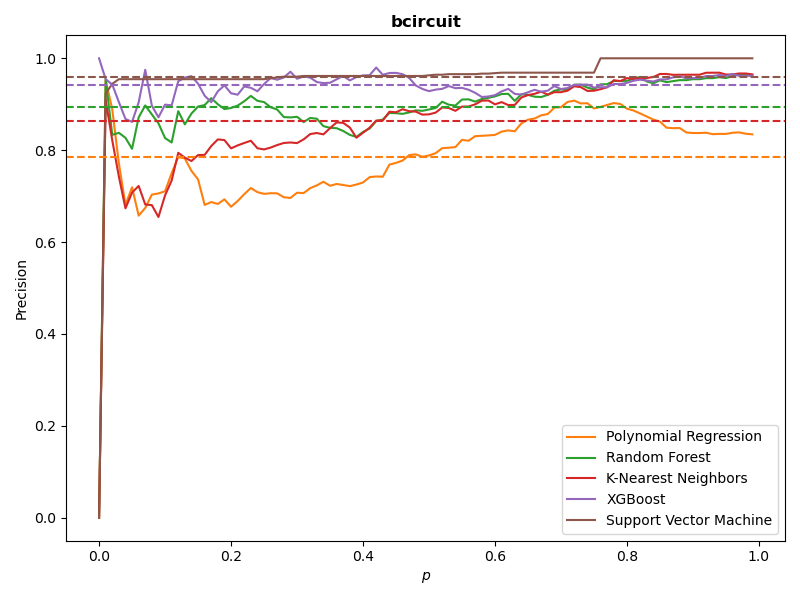 bcircuit
Precision
1.0
0.8
0.6
0.4
0.2
0.0
0.0 0.2 0.4 0.6 0.8 1.0
p
Polynomial Regression
Random Forest
K-Nearest Neighbors
XGBoost
Support Vector Machine